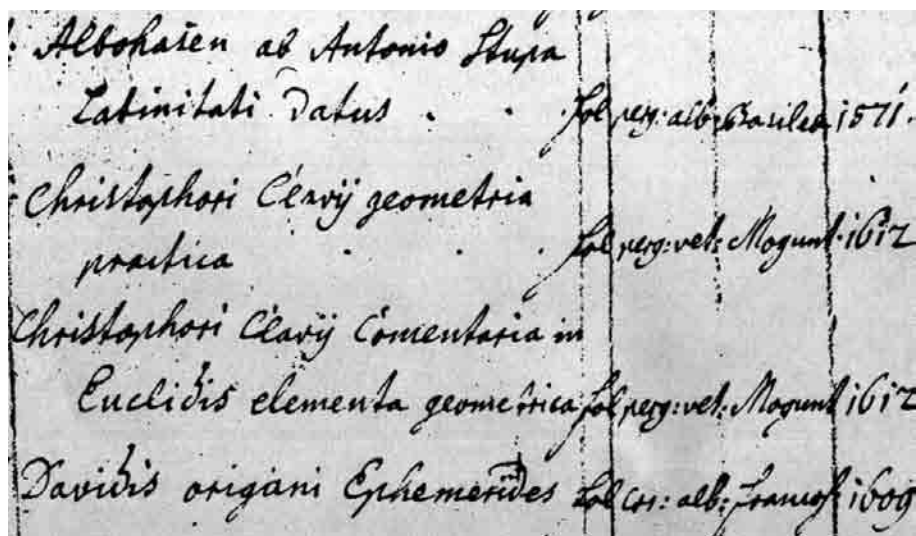 Albohasen ab Antonio Stupa
Latinitati Datus . . . fol perg: alb: Basilea 1571.
Christophori Clavij geometria
practica . . . fol perg: vet: Mogunt. 1612
Christophori Clavij Comentaria in
Euclidis elementa geometrica fol perg: vet: Mogunt 1612
Davidis origani Ephemerides fol cor: alb: francof: 1609